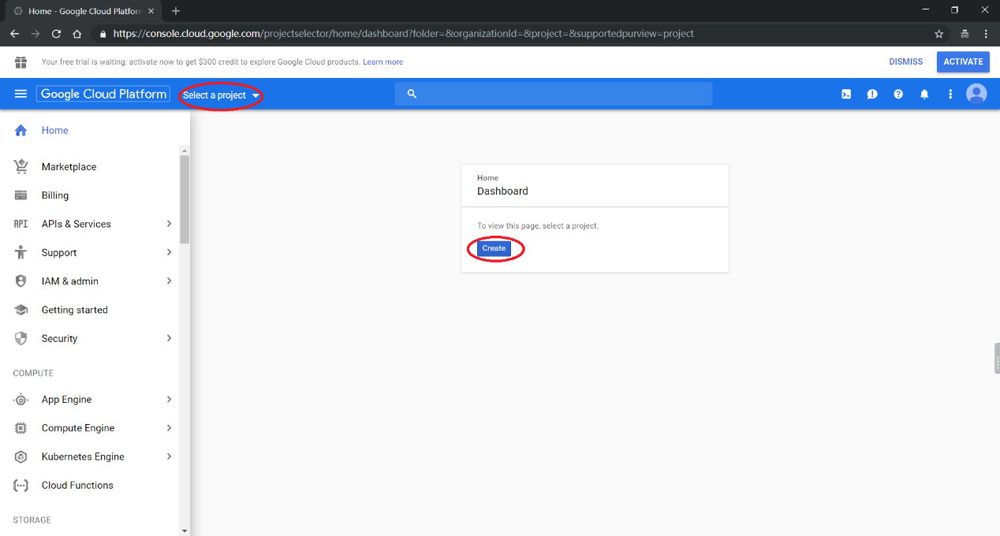 Home - Google Cloud Platform
https://console.cloud.google.com/projectselector/home/dashboard?folder=&organizationId=&project=&supportedpurview=project
Your free trial is waiting: activate now to get $300 credit to explore Google Cloud products. Learn more
DISMISS
ACTIVATE
Google Cloud Platform
Select a project
Home
Marketplace
Billing
API
APIs & Services
Support
IAM & admin
Getting started
Security
COMPUTE
App Engine
Compute Engine
Kubernetes Engine
Cloud Functions
STORAGE
Home
Dashboard
To view this page, select a project.
Create